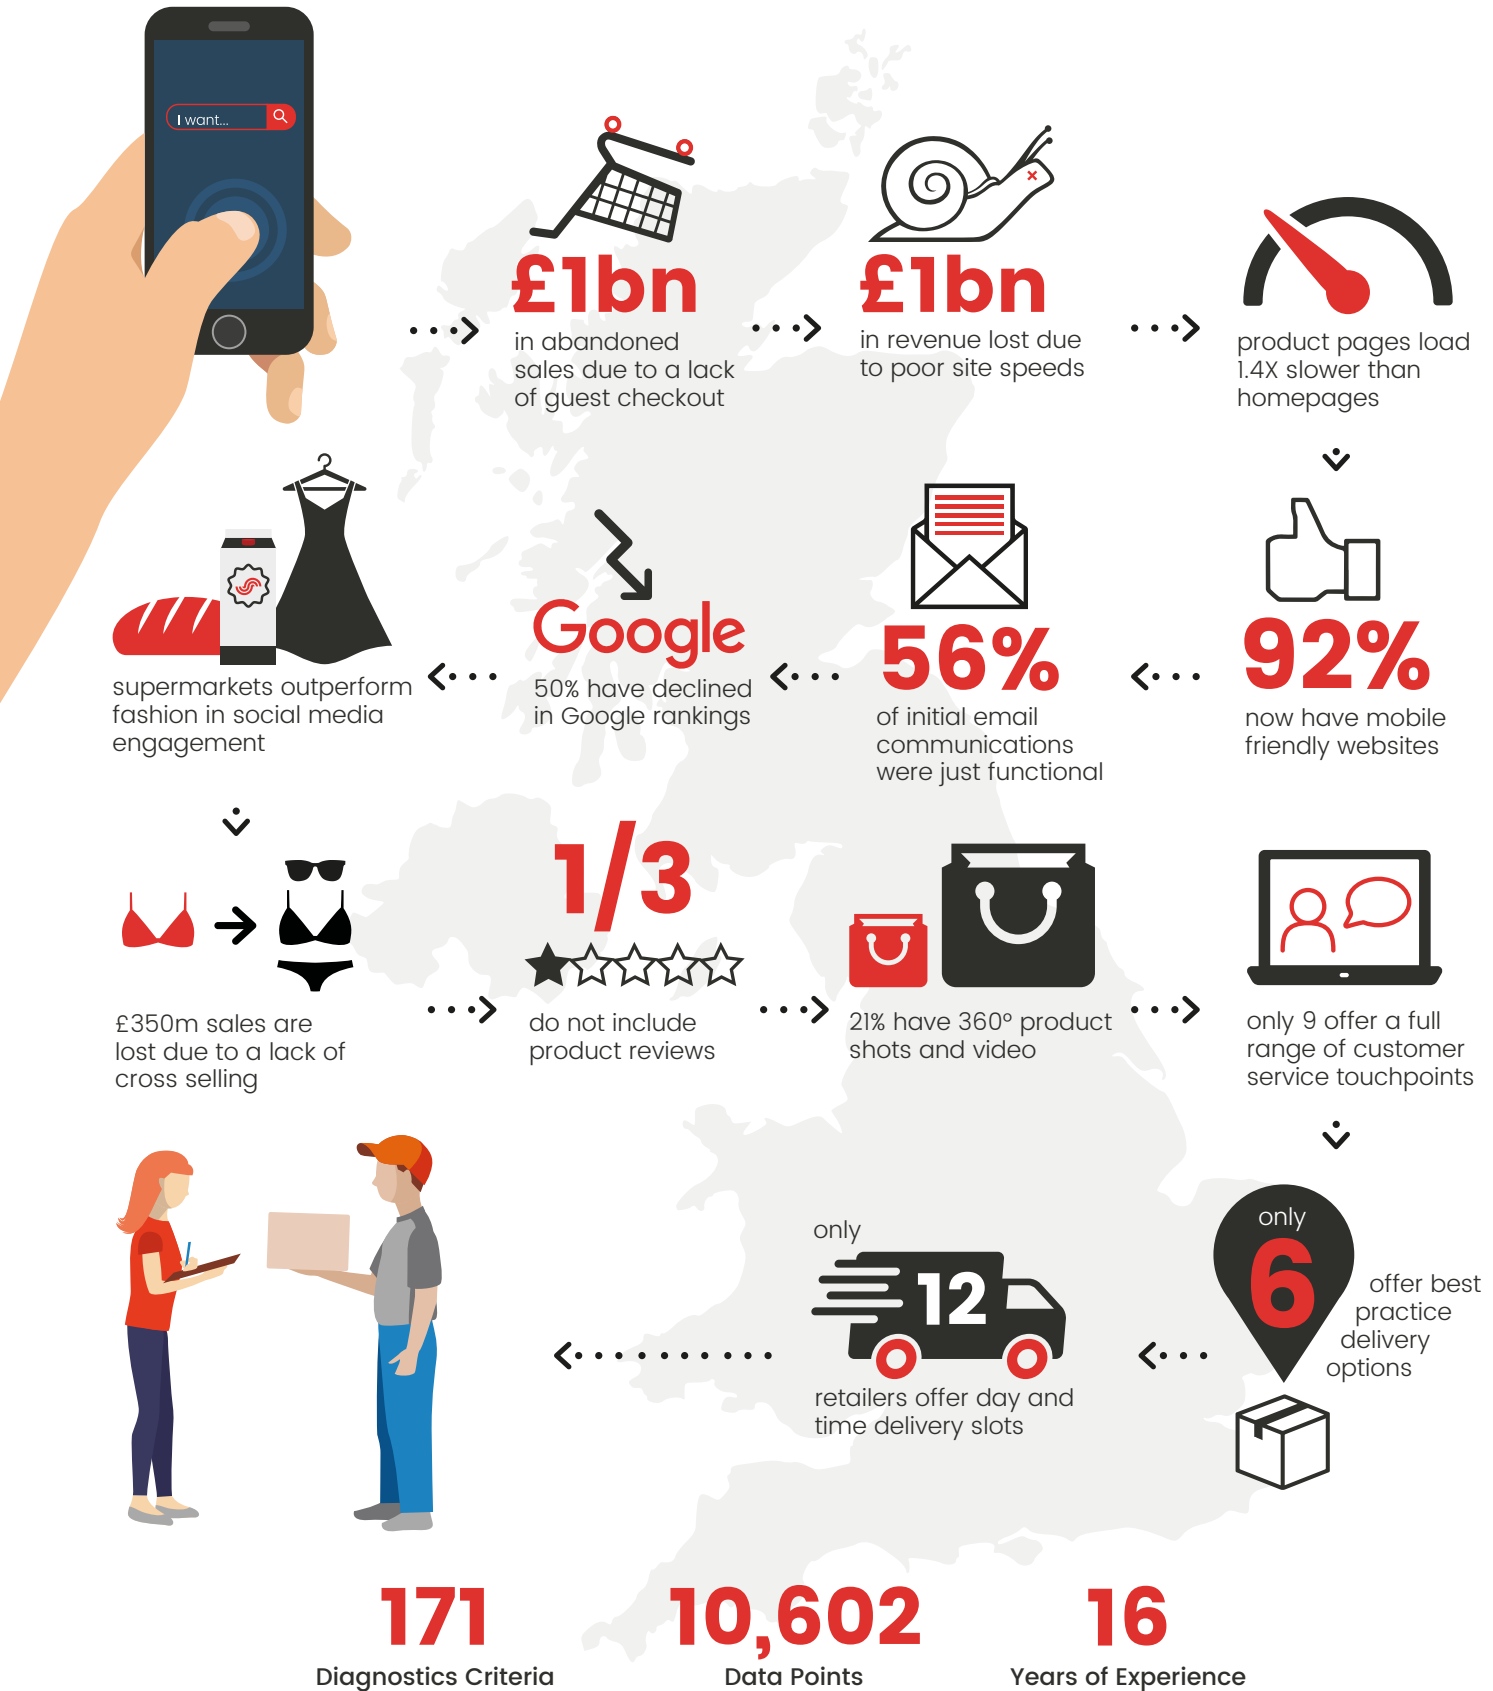 I want...
£1bn
in abandoned
sales due to a lack
of guest checkout
£1bn
in revenue lost due
to poor site speeds
product pages load
1.4X slower than
homepages
92%
now have mobile
friendly websites
56%
of initial email
communications
were just functional
Google
50% have declined
in Google rankings
supermarkets outperform
fashion in social media
engagement
£350m sales are
lost due to a lack of
cross selling
1/3
do not include
product reviews
21% have 360° product
shots and video
only 9 offer a full
range of customer
service touchpoints
only
6
offer best
practice
delivery
options
only
12
retailers offer day and
time delivery slots
171
Diagnostics Criteria
10,602
Data Points
16
Years of Experience